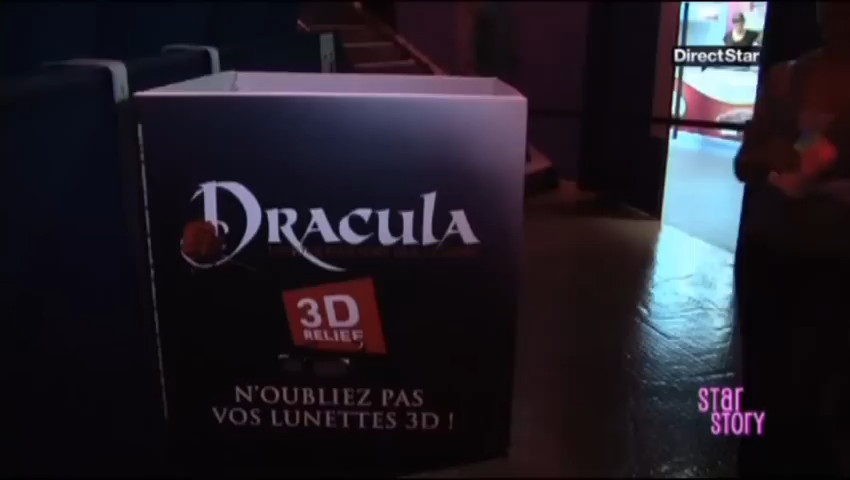 DirectStar
DRACULA
3D
RELIEF
N'OUBLIEZ PAS
VOS LUNETTES 3D !
STAR
STORY